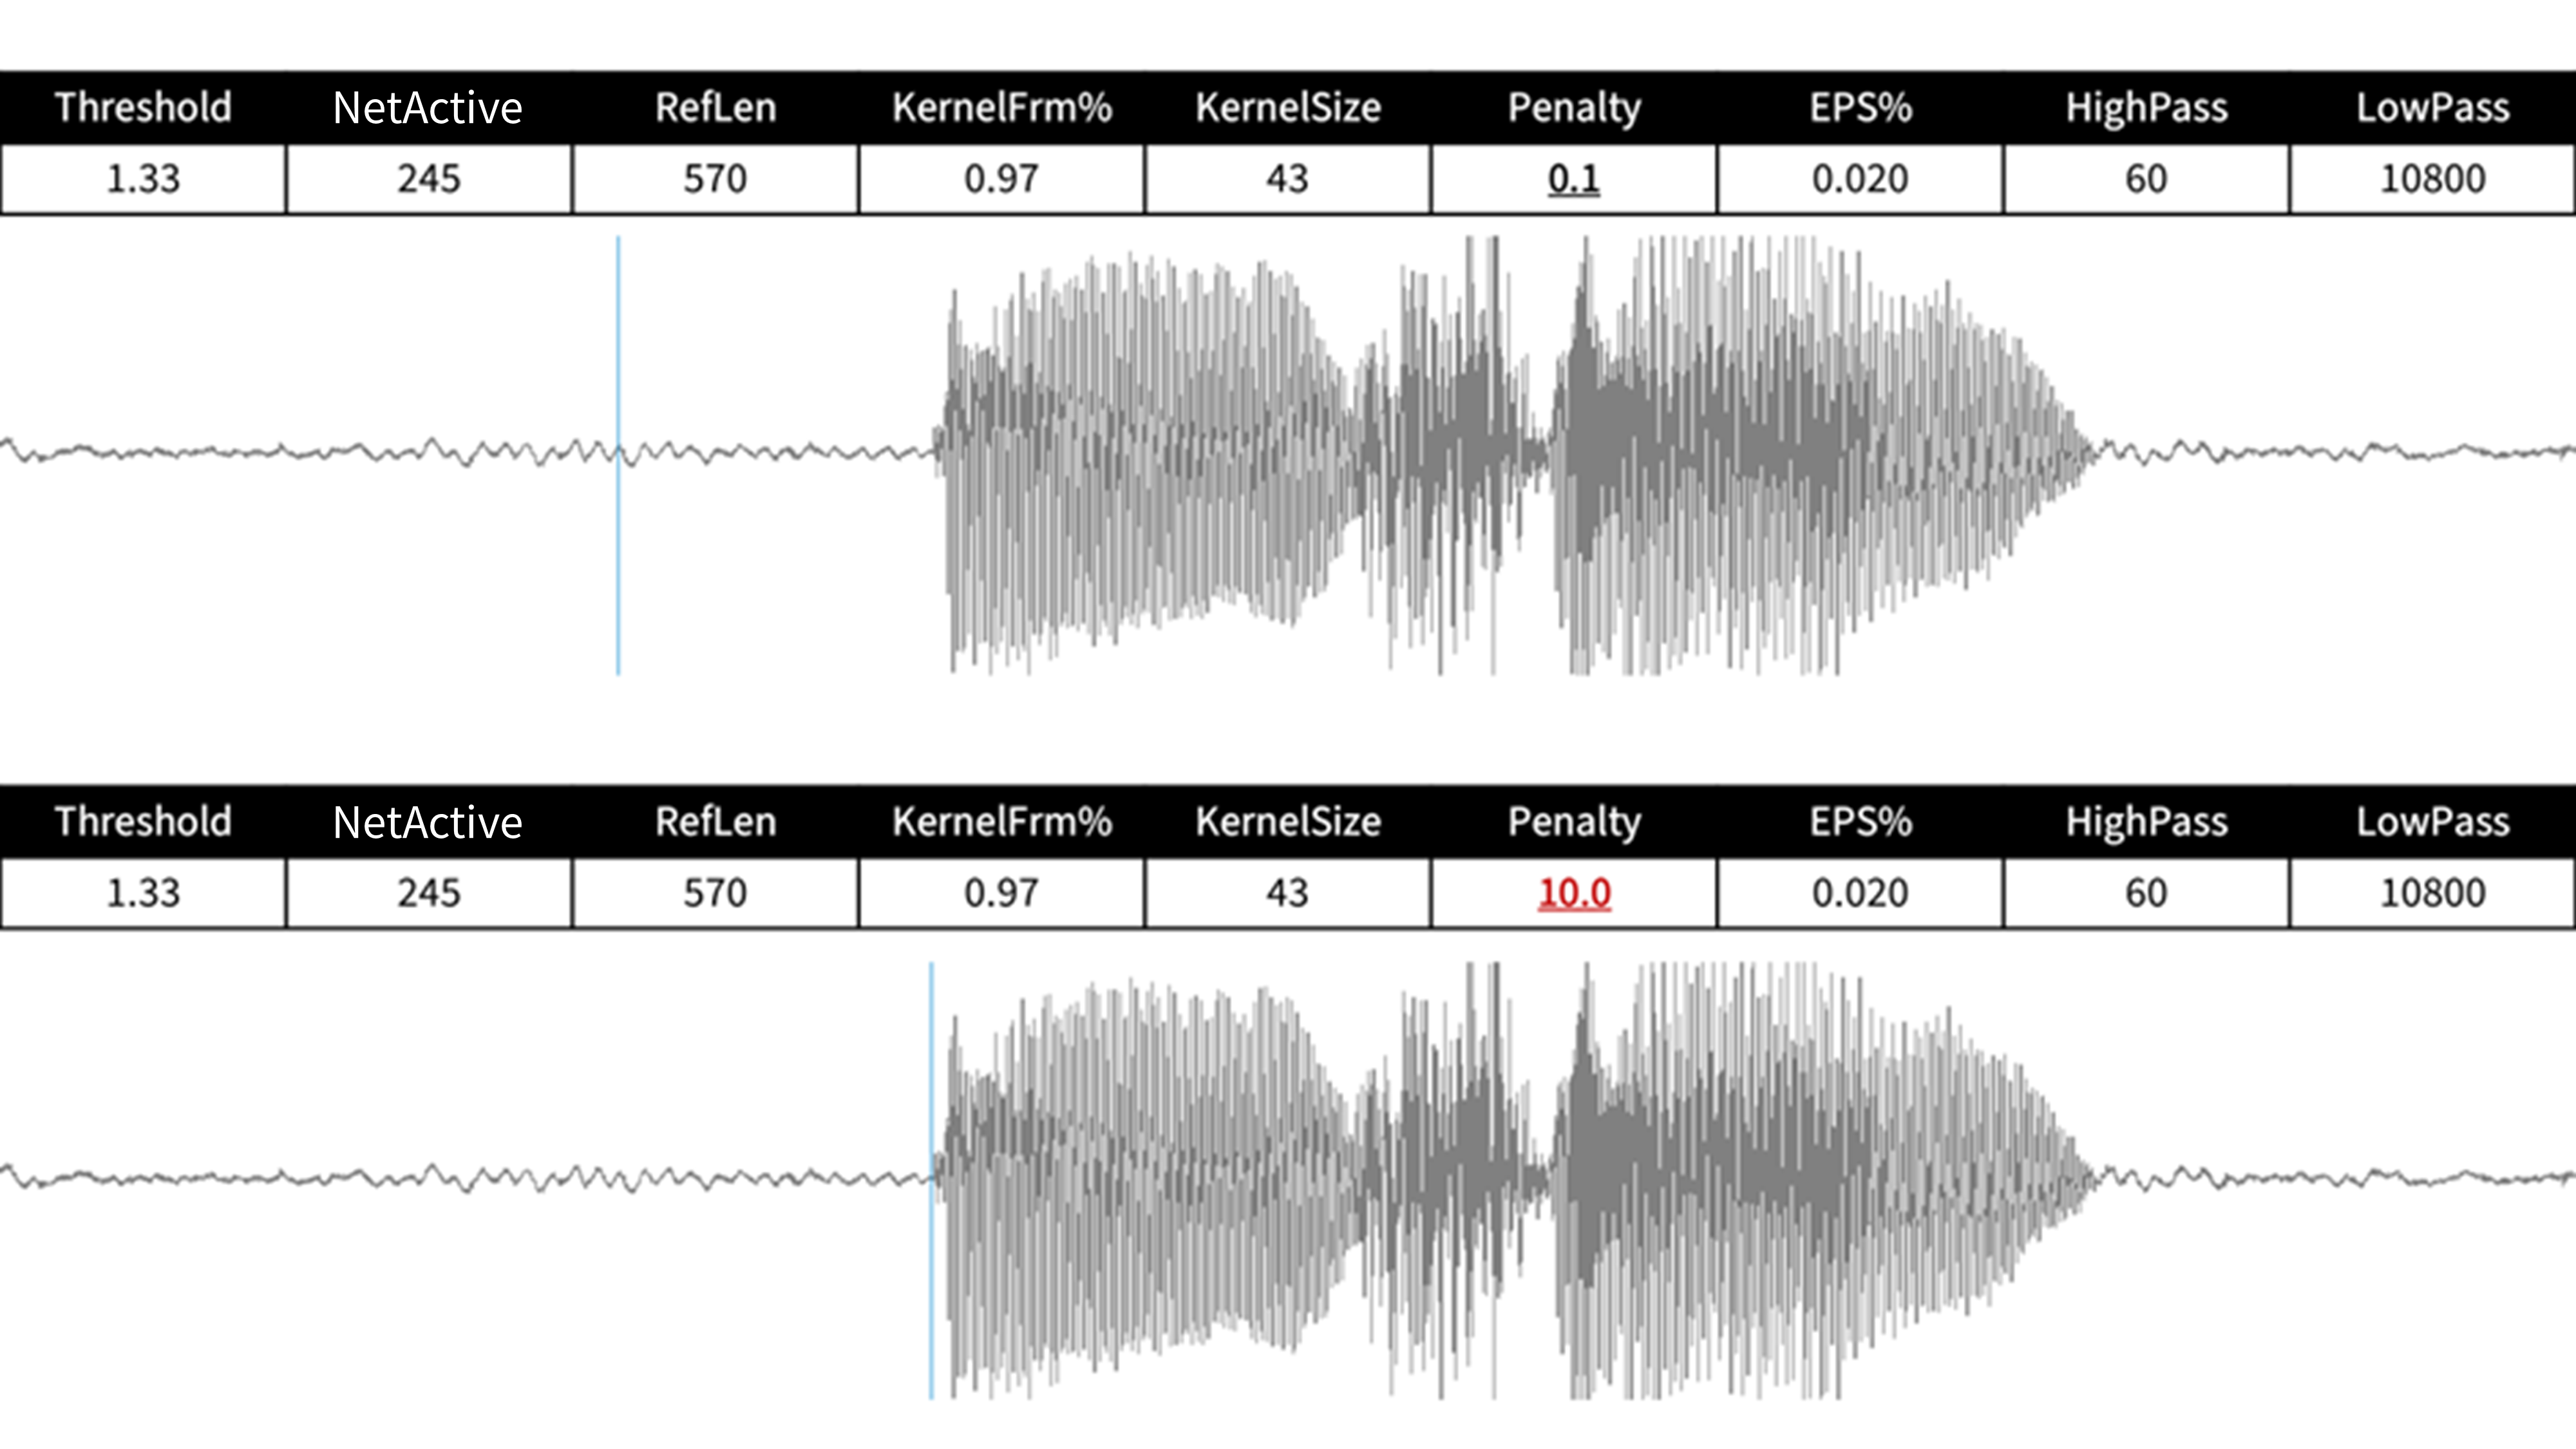 Threshold NetActive RefLen KernelFrm% KernelSize Penalty EPS% HighPass LowPass
1.33 245 570 0.97 43 0.1 0.020 60 10800
Threshold NetActive RefLen KernelFrm% KernelSize Penalty EPS% HighPass LowPass
1.33 245 570 0.97 43 10.0 0.020 60 10800